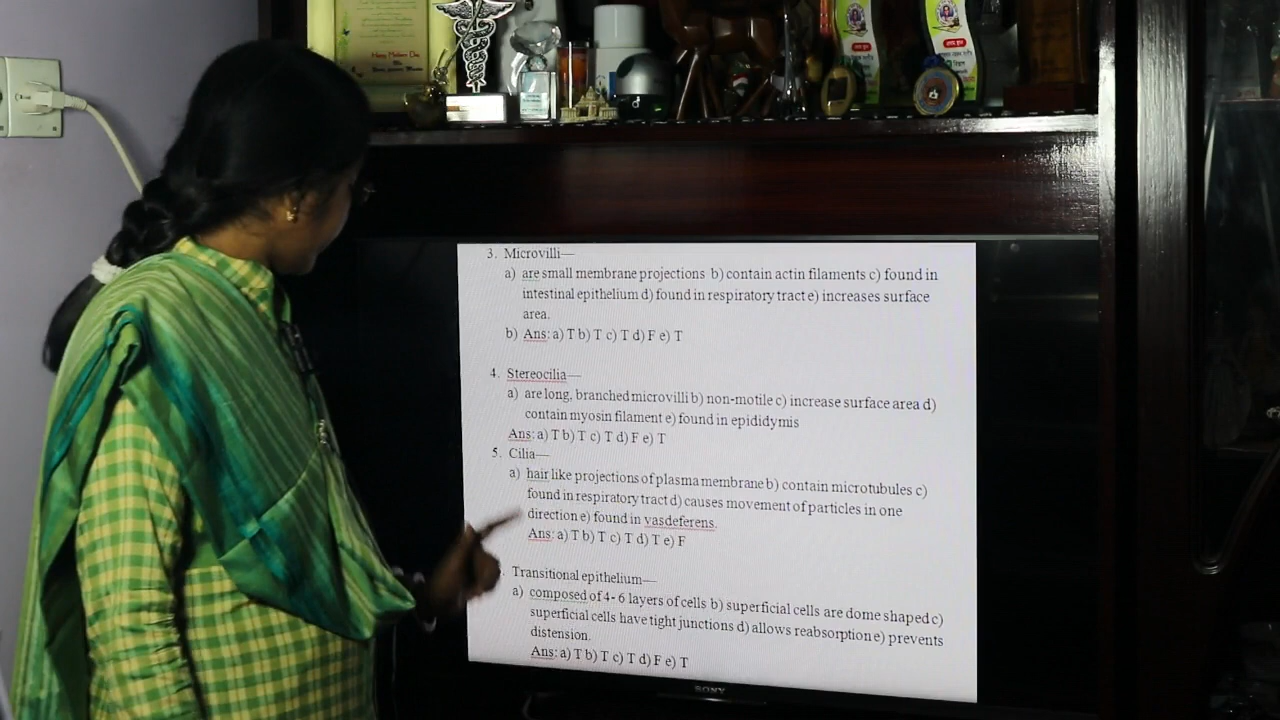 3. Microvilli—
a) are small membrane projections b) contain actin filaments c) found in
intestinal epithelium d) found in respiratory tract e) increases surface
area.
b) Ans: a) T b) T c) T d) F e) T
4. Stereocilia—
a) are long, branched microvilli b) non-motile c) increase surface area d)
contain myosin filament e) found in epididymis
Ans: a) T b) T c) T d) F e) T
5. Cilia—
a) hair like projections of plasma membrane b) contain microtubules c)
found in respiratory tract d) causes movement of particles in one
direction e) found in vasdeferens.
Ans: a) T b) T c) T d) T e) F
Transitional epithelium—
a) composed of 4- 6 layers of cells b) superficial cells are dome shaped c)
superficial cells have tight junctions d) allows reabsorption e) prevents
distension.
Ans: a) T b) T c) T d) F e) T
SONY